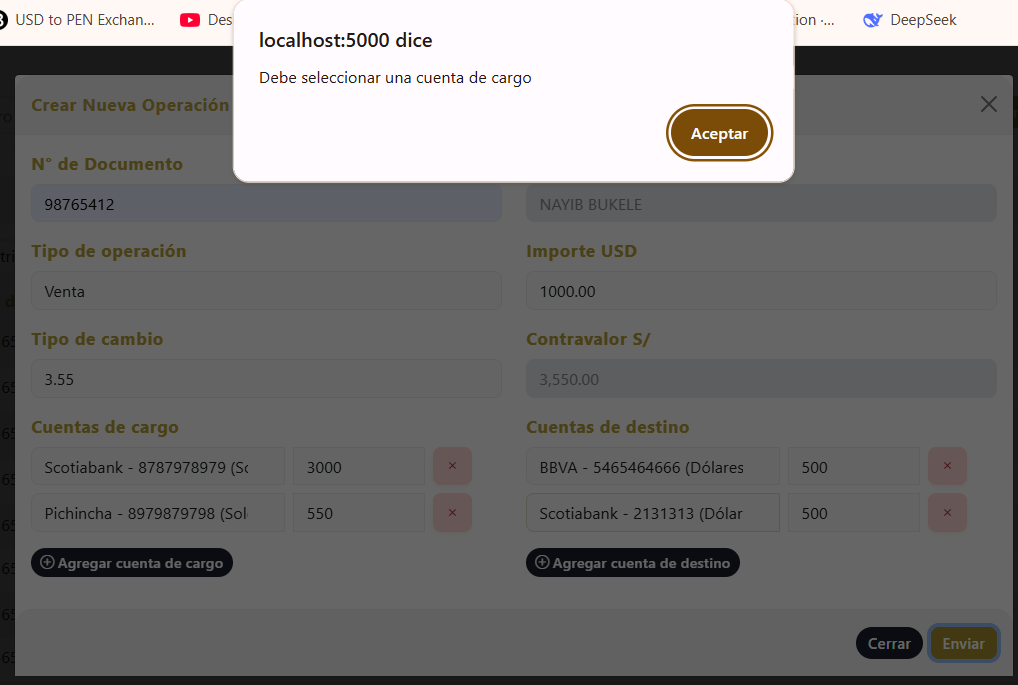 USD to PEN Exchan...
Des
ion ·...
DeepSeek
localhost:5000 dice
Debe seleccionar una cuenta de cargo
Aceptar
Crear Nueva Operación
N° de Documento
98765412
NAYIB BUKELE
Tipo de operación
Importe USD
Venta
1000.00
Tipo de cambio
Contravalor S/
3.55
3,550.00
Cuentas de cargo
Cuentas de destino
Scotiabank - 8787978979 (So
3000
×
BBVA - 5465464666 (Dólares
500
×
Pichincha - 8979879798 (Sol
550
×
Scotiabank - 2131313 (Dólar
500
×
Agregar cuenta de cargo
Agregar cuenta de destino
Cerrar
Enviar